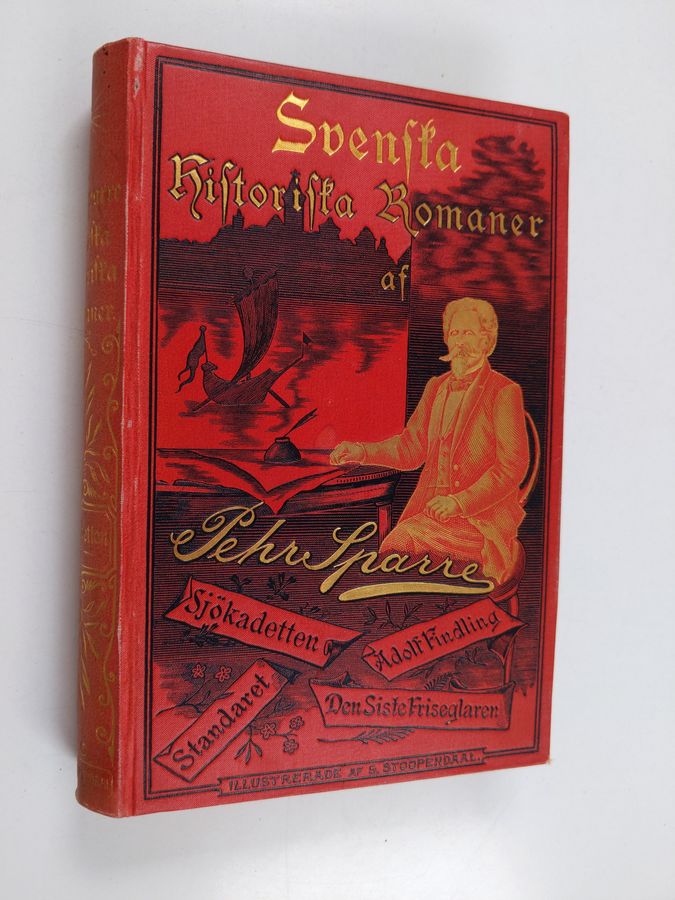 Svenska
Historiska Romaner
af
Pehr Sparre
Sjökadetten
Adolf Findling
Standaret
Den Siste Friseglaren
ILLUSTRERADE AF G. STOOPENDAAL.